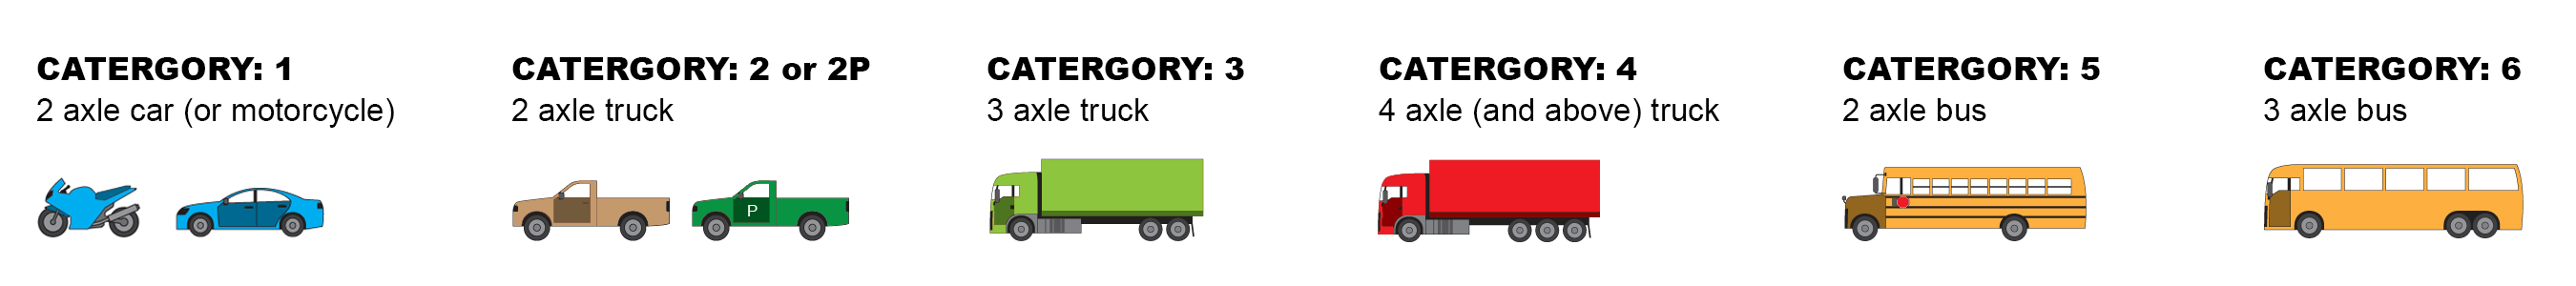 CATERGORY: 1
2 axle car (or motorcycle)
CATERGORY: 2 or 2P
2 axle truck
P
CATERGORY: 3
3 axle truck
CATERGORY: 4
4 axle (and above) truck
CATERGORY: 5
2 axle bus
CATERGORY: 6
3 axle bus